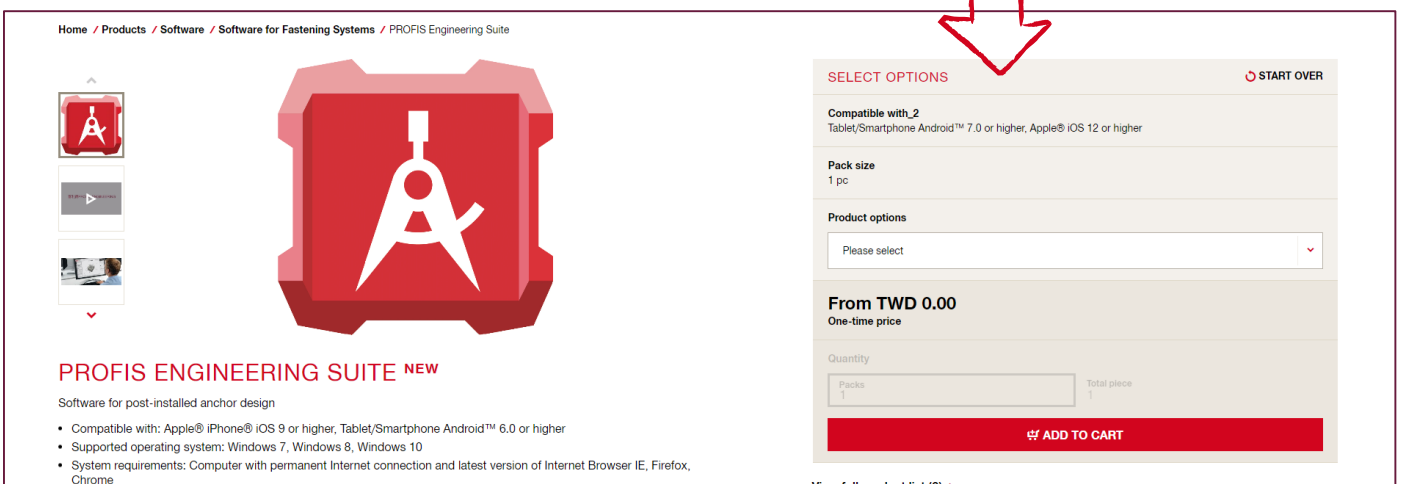 Home / Products / Software / Software for Fastening Systems / PROFIS Engineering Suite
SELECT OPTIONS
START OVER
Compatible with_2
Tablet/Smartphone Android™ 7.0 or higher, Apple® iOS 12 or higher
Pack size
1 pc
Product options
Please select
From TWD 0.00
One-time price
Quantity
Packs
1
Total piece
1
ADD TO CART
PROFIS ENGINEERING SUITE NEW
Software for post-installed anchor design
• Compatible with: Apple® iPhone® iOS 9 or higher, Tablet/Smartphone Android™ 6.0 or higher
• Supported operating system: Windows 7, Windows 8, Windows 10
• System requirements: Computer with permanent Internet connection and latest version of Internet Browser IE, Firefox,
Chrome